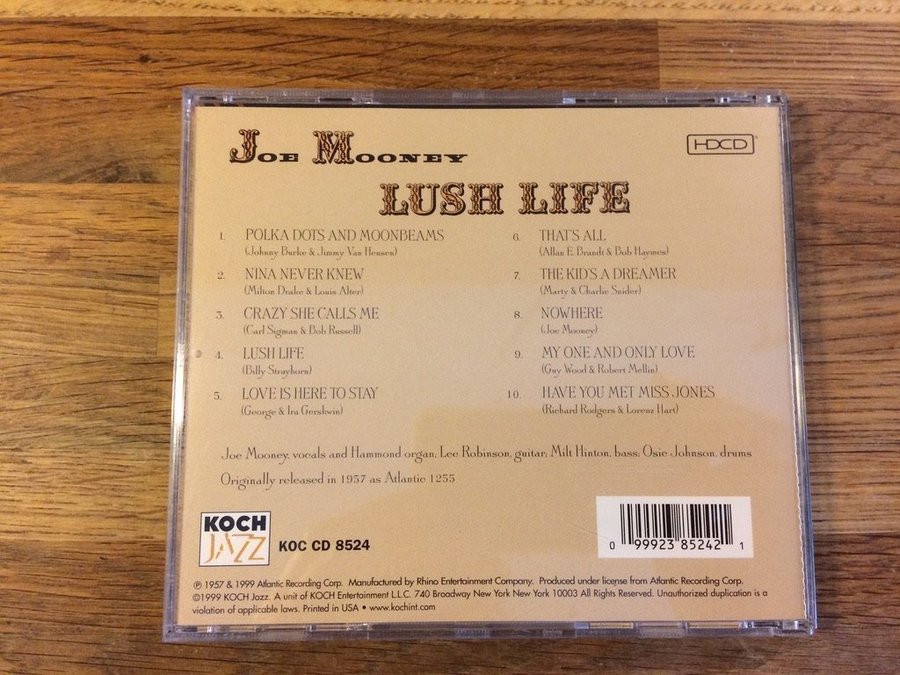 JOE MOONEY
HDCD
LUSH LIFE
1. POLKA DOTS AND MOONBEAMS
(Johnny Burke & Jimmy Van Heusen)
2. NINA NEVER KNEW
(Milton Drake & Louis Alter)
3. CRAZY SHE CALLS ME
(Carl Sigman & Bob Russell)
4. LUSH LIFE
(Billy Strayhorn)
5. LOVE IS HERE TO STAY
(George & Ira Gershwin)
6. THAT'S ALL
(Allan E. Brandt & Bob Haymes)
7. THE KID'S A DREAMER
(Marty & Charlie Snider)
8. NOWHERE
(Joe Mooney)
9. MY ONE AND ONLY LOVE
(Guy Wood & Robert Mellin)
10. HAVE YOU MET MISS JONES
(Richard Rodgers & Lorenz Hart)
Joe Mooney, vocals and Hammond organ; Lee Robinson, guitar; Milt Hinton, bass; Osie Johnson, drums
Originally released in 1957 as Atlantic 1255
KOCH
JAZZ
KOC CD 8524
0 99923 85242 1
℗ 1957 & 1999 Atlantic Recording Corp. Manufactured by Rhino Entertainment Company. Produced under license from Atlantic Recording Corp.
©1999 KOCH Jazz. A unit of KOCH Entertainment L.L.C. 740 Broadway New York New York 10003 All Rights Reserved. Unauthorized duplication is a
violation of applicable laws. Printed in USA • www.kochint.com